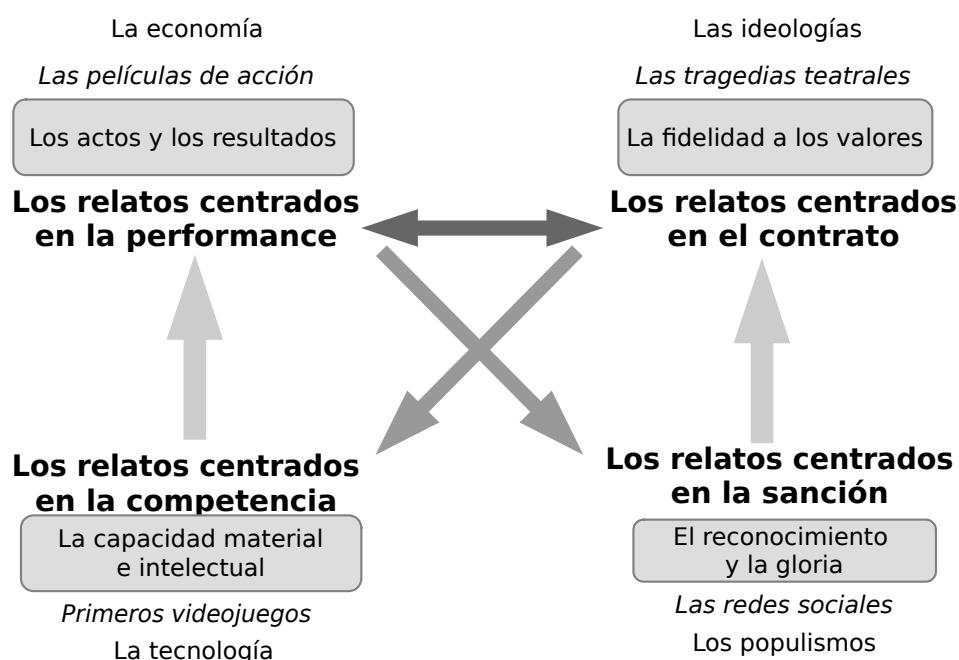 La economía
Las películas de acción
Los actos y los resultados
Los relatos centrados
en la performance
Las ideologías
Las tragedias teatrales
La fidelidad a los valores
Los relatos centrados
en el contrato
Los relatos centrados
en la competencia
La capacidad material
e intelectual
Primeros videojuegos
La tecnología
Los relatos centrados
en la sanción
El reconocimiento
y la gloria
Las redes sociales
Los populismos